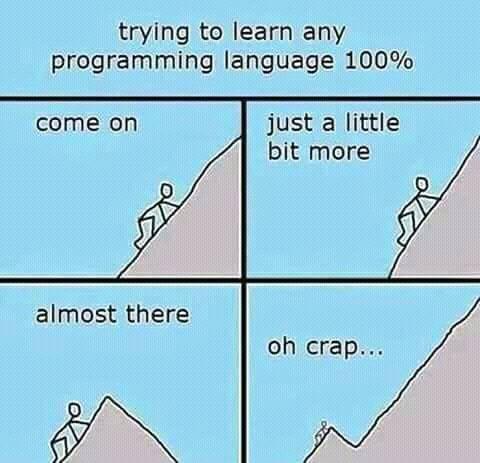 trying to learn any
programming language 100%
come on
just a little
bit more
almost there
oh crap...